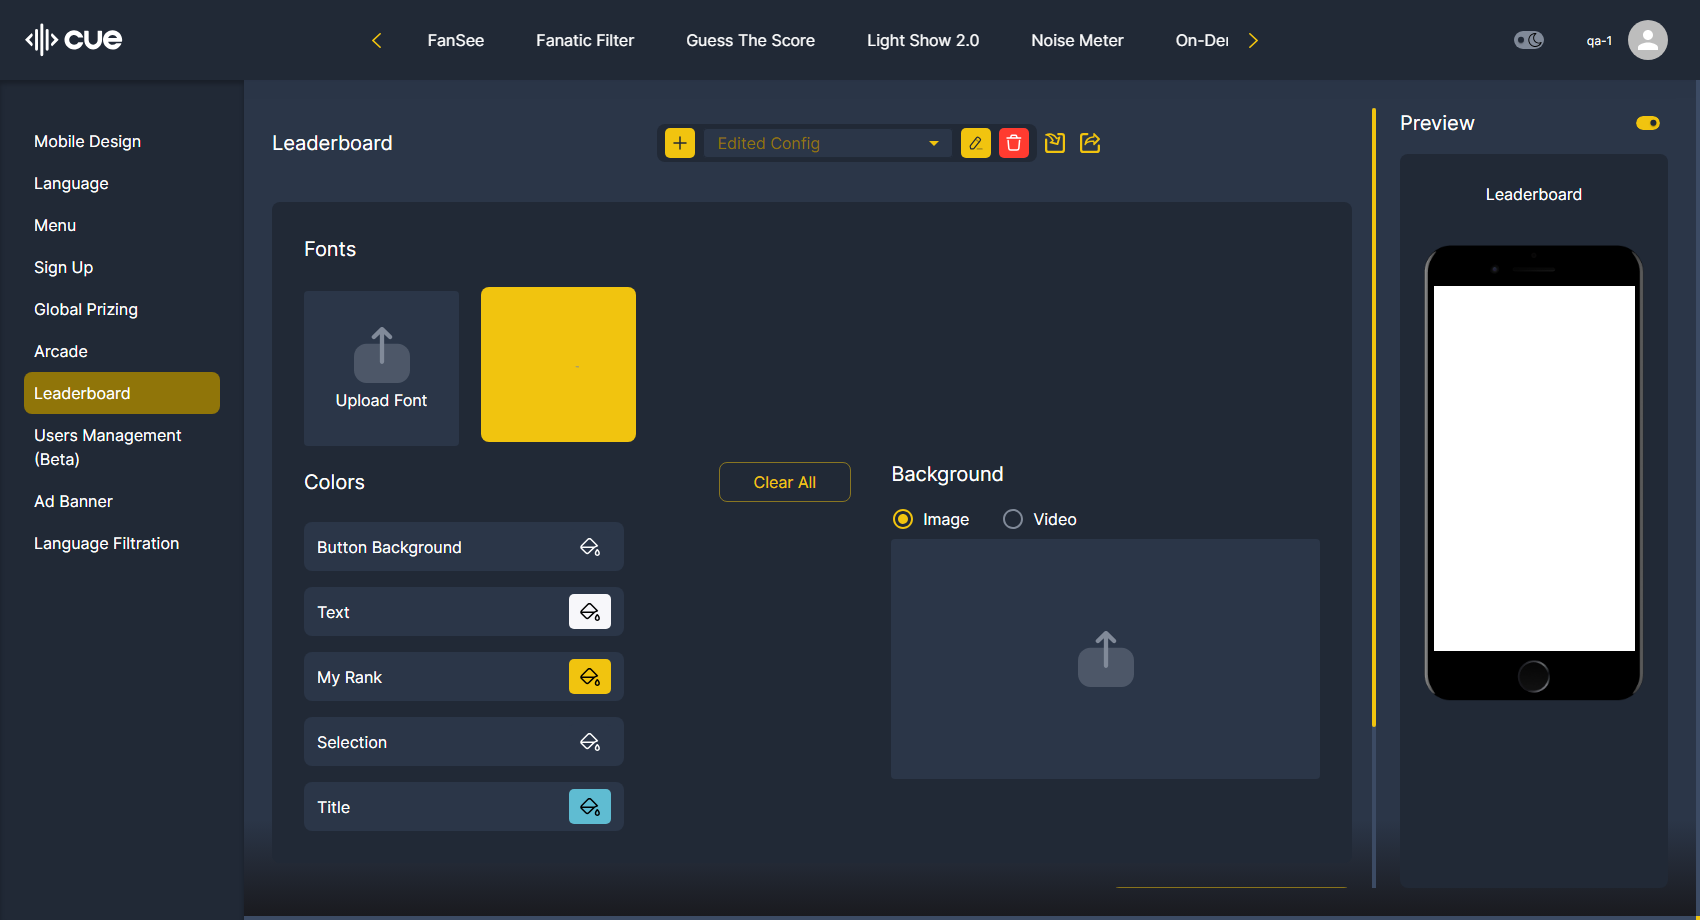 cue
FanSee
Fanatic Filter
Guess The Score
Light Show 2.0
Noise Meter
On-Der
qa-1
Mobile Design
Language
Menu
Sign Up
Global Prizing
Arcade
Leaderboard
Users Management
(Beta)
Ad Banner
Language Filtration
Leaderboard
Edited Config
Fonts
Upload Font
Colors
Clear All
Button Background
Text
My Rank
Selection
Title
Background
Image
Video
Preview
Leaderboard